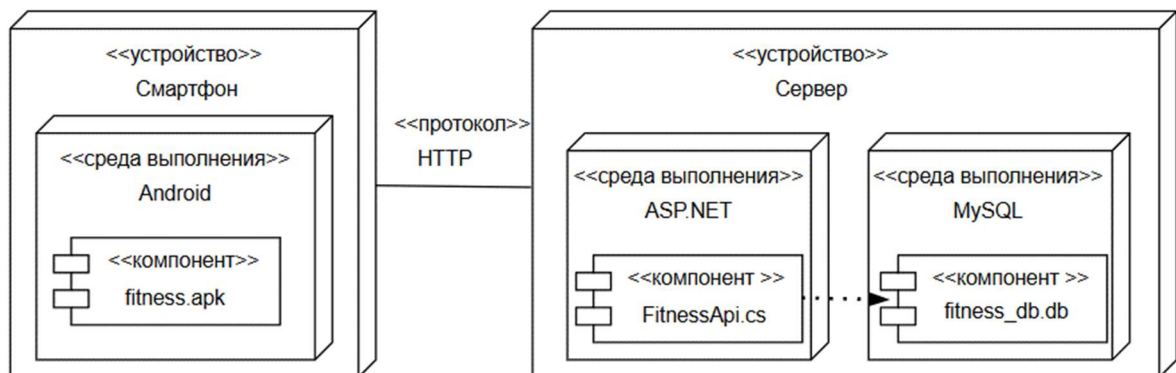 <<устройство>>
Смартфон
<<среда выполнения>>
Android
<<компонент>>
fitness.apk
<<протокол>>
HTTP
<<устройство>>
Сервер
<<среда выполнения>>
ASP.NET
<<компонент >>
FitnessApi.cs
<<среда выполнения>>
MySQL
<<компонент >>
fitness_db.db